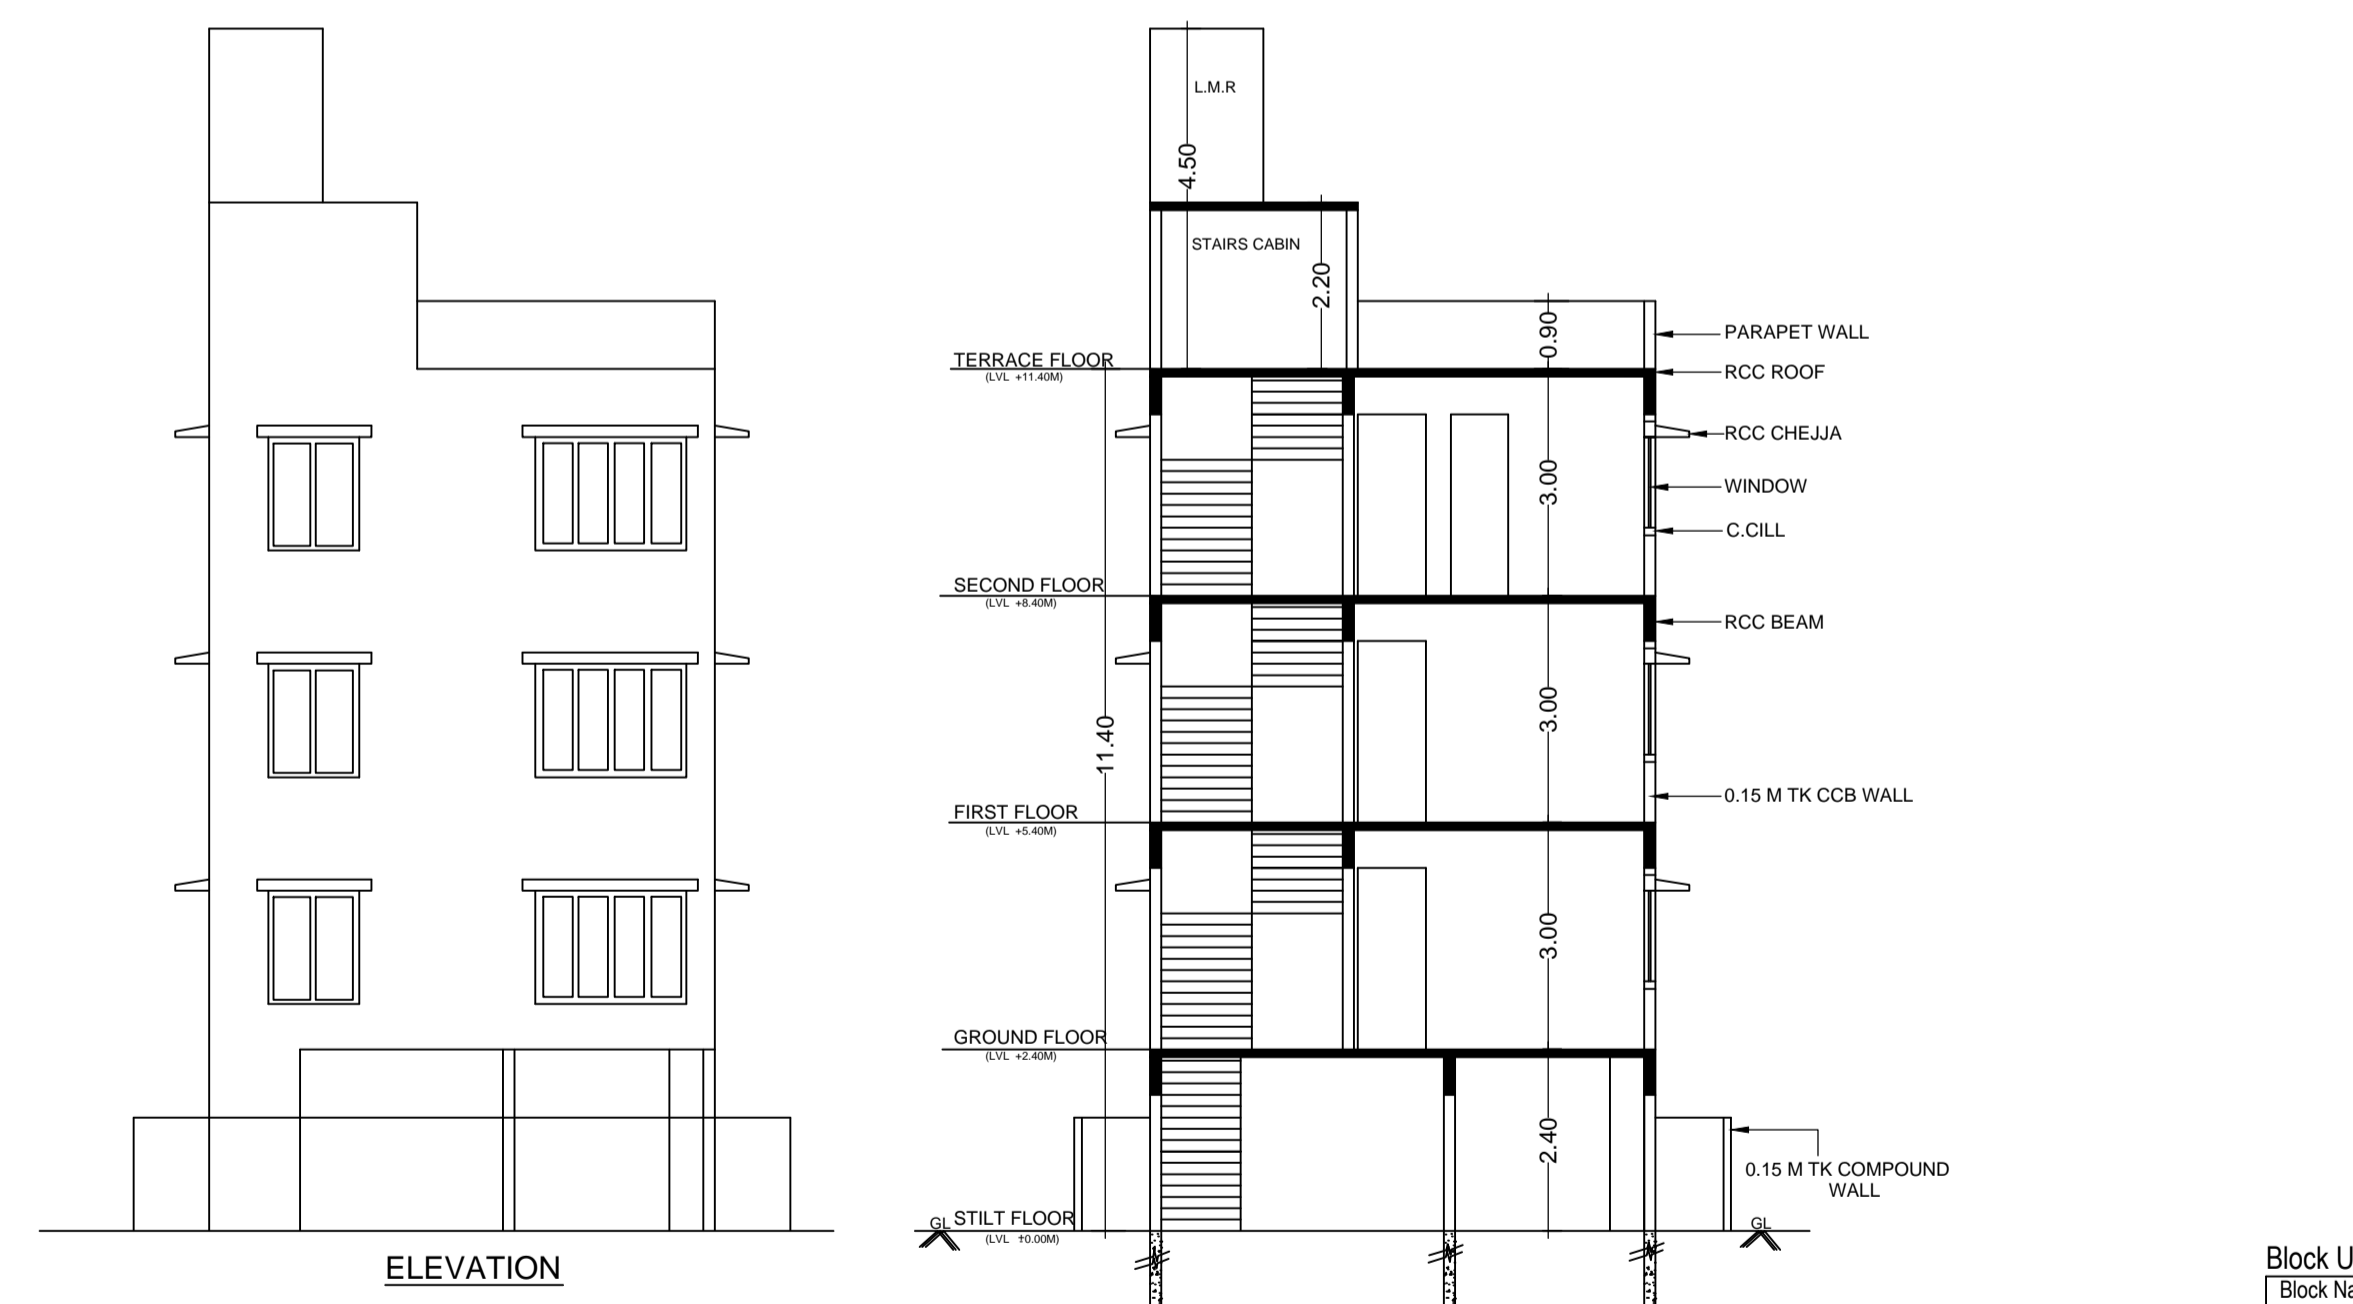 L.M.R
4.50
STAIRS CABIN
2.20
0.90
PARAPET WALL
TERRACE FLOOR
(LVL +11.40M)
RCC ROOF
RCC CHEJJA
3.00
WINDOW
C.CILL
SECOND FLOOR
(LVL +8.40M)
RCC BEAM
3.00
11.40
0.15 M TK CCB WALL
FIRST FLOOR
(LVL +5.40M)
3.00
GROUND FLOOR
(LVL +2.40M)
2.40
0.15 M TK COMPOUND
WALL
GL
STILT FLOOR
(LVL ±0.00M)
GL
ELEVATION
Block U
Block Na